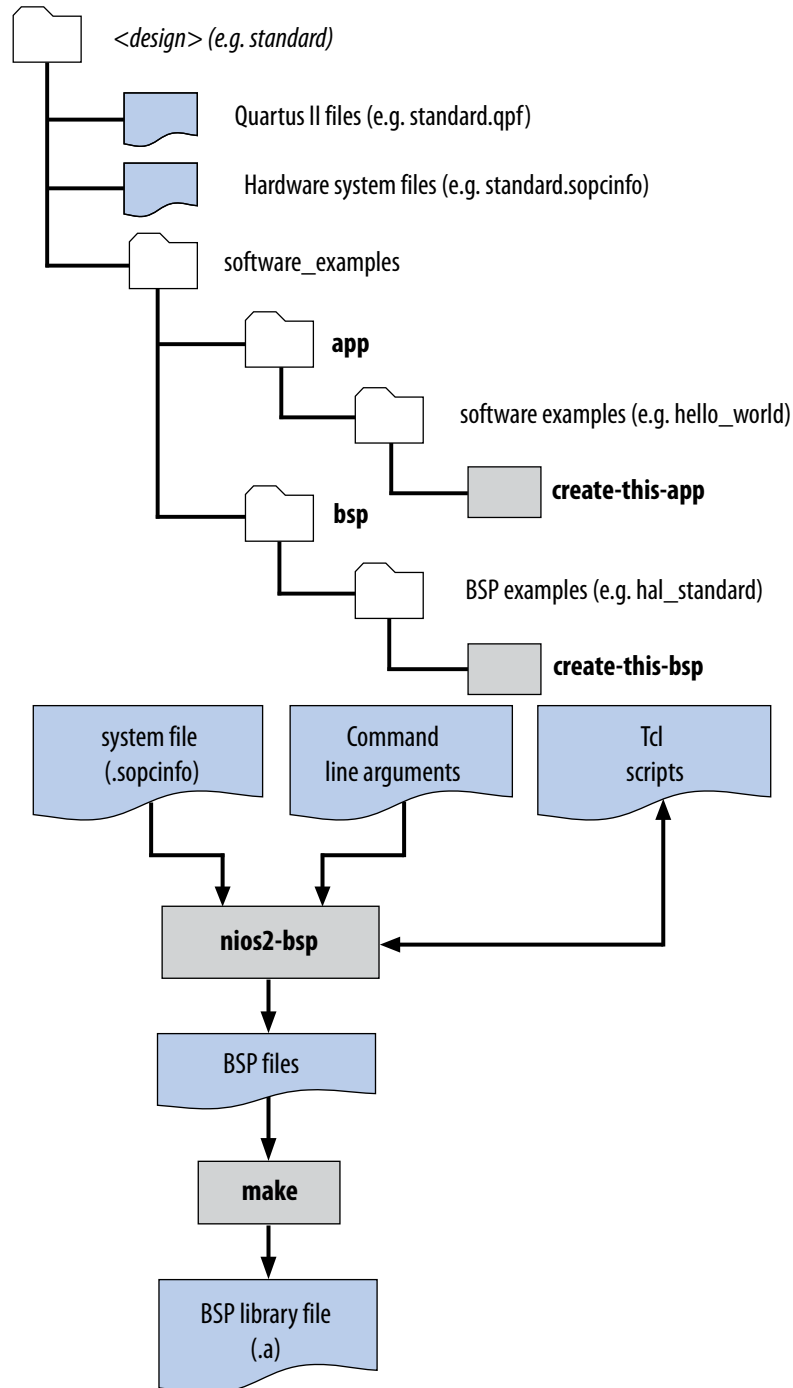 <design> (e.g. standard)
Quartus II files (e.g. standard.qpf)
Hardware system files (e.g. standard.sopcinfo)
software_examples
app
software examples (e.g. hello_world)
create-this-app
bsp
BSP examples (e.g. hal_standard)
create-this-bsp
system file
(.sopcinfo)
Command
line arguments
Tcl
scripts
nios2-bsp
BSP files
make
BSP library file
(.a)